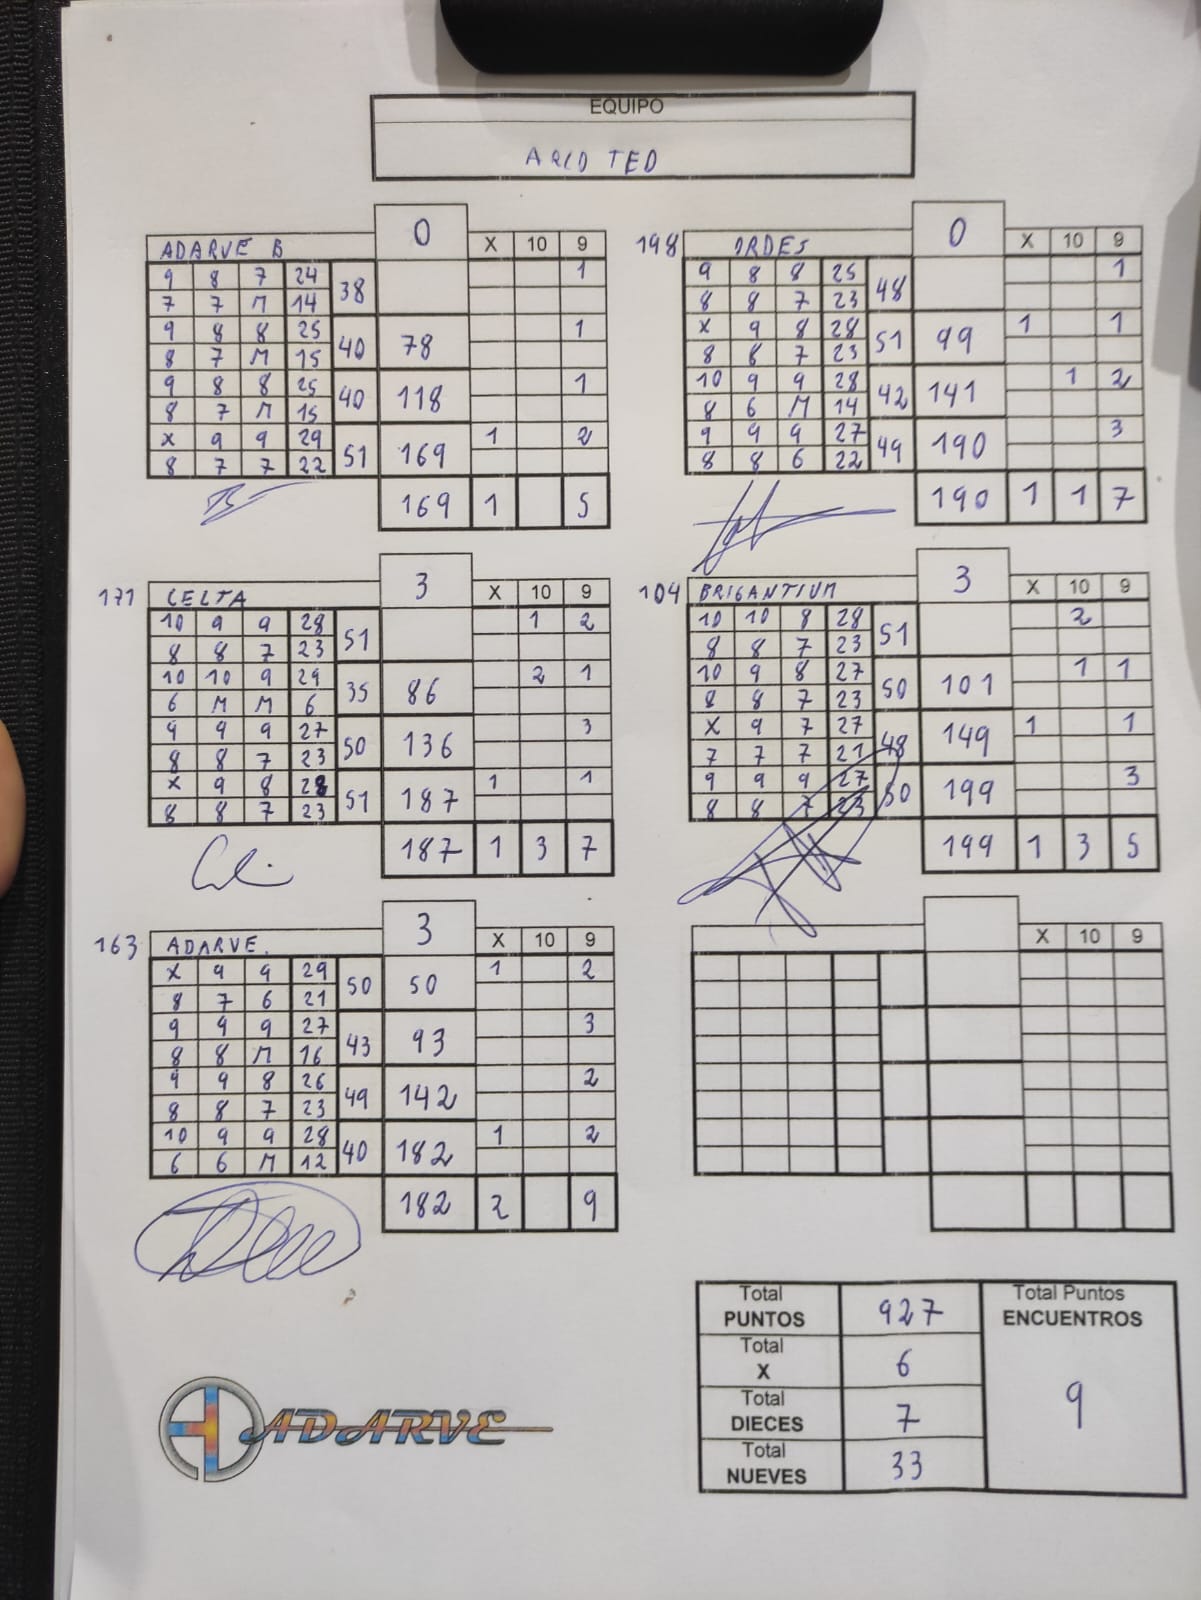 EQUIPO
ARCO TED
ADARVE B 0 X 10 9
9 8 7 24 38 1
7 7 M 14
9 8 8 25 40 78 1
8 7 M 15
9 8 8 25 40 118 1
8 7 M 15
X 9 9 29 51 169 1 2
8 7 7 22
169 1 5
198 ORDES 0 X 10 9
9 8 8 25 48 1
8 8 7 23
X 9 8 28 51 99 1 1
8 8 7 23
10 9 9 28 42 141 1 2
8 6 M 14
9 9 9 27 49 190 3
8 8 6 22
190 1 1 7
171 CELTA 3 X 10 9
10 9 9 28 51 1 2
8 8 7 23
10 10 9 29 35 86 2 1
6 M M 6
9 9 9 27 50 136 3
8 8 7 23
X 9 8 28 51 187 1 1
8 8 7 23
187 1 3 7
104 BRIGANTIUM 3 X 10 9
10 10 8 28 51 2
8 8 7 23
10 9 8 27 50 101 1 1
8 8 7 23
X 9 7 27 48 149 1 1
7 7 7 21
9 9 9 27 50 199 3
8 8 7 23
199 1 3 5
163 ADARVE. 3 X 10 9
X 9 9 29 50 50 1 2
8 7 6 21
9 9 9 27 43 93 3
8 8 M 16
9 9 8 26 49 142 2
8 8 7 23
10 9 9 28 40 182 1 2
6 6 M 12
182 2 9
X 10 9
Total PUNTOS 927
Total X 6
Total DIECES 7
Total NUEVES 33
Total Puntos
ENCUENTROS
9
ADARVE